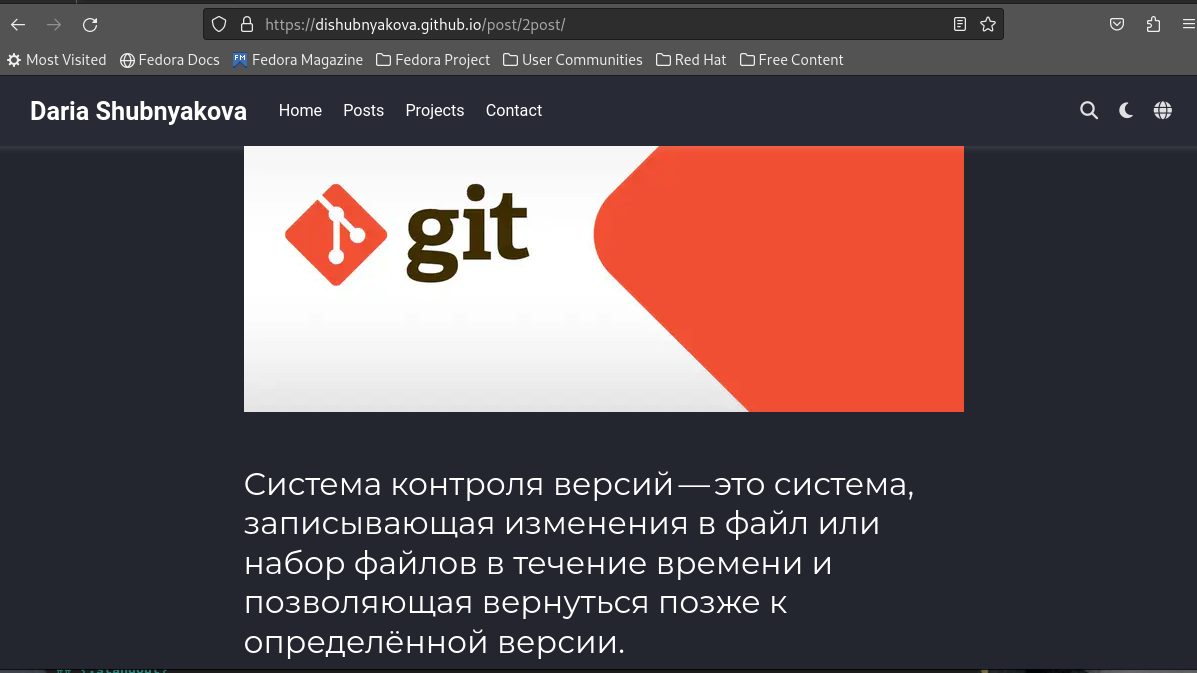 https://dishubnyakova.github.io/post/2post/
Most Visited Fedora Docs FM Fedora Magazine Fedora Project User Communities Red Hat Free Content
Daria Shubnyakova Home Posts Projects Contact
git
Система контроля версий — это система,
записывающая изменения в файл или
набор файлов в течение времени и
позволяющая вернуться позже к
определённой версии.